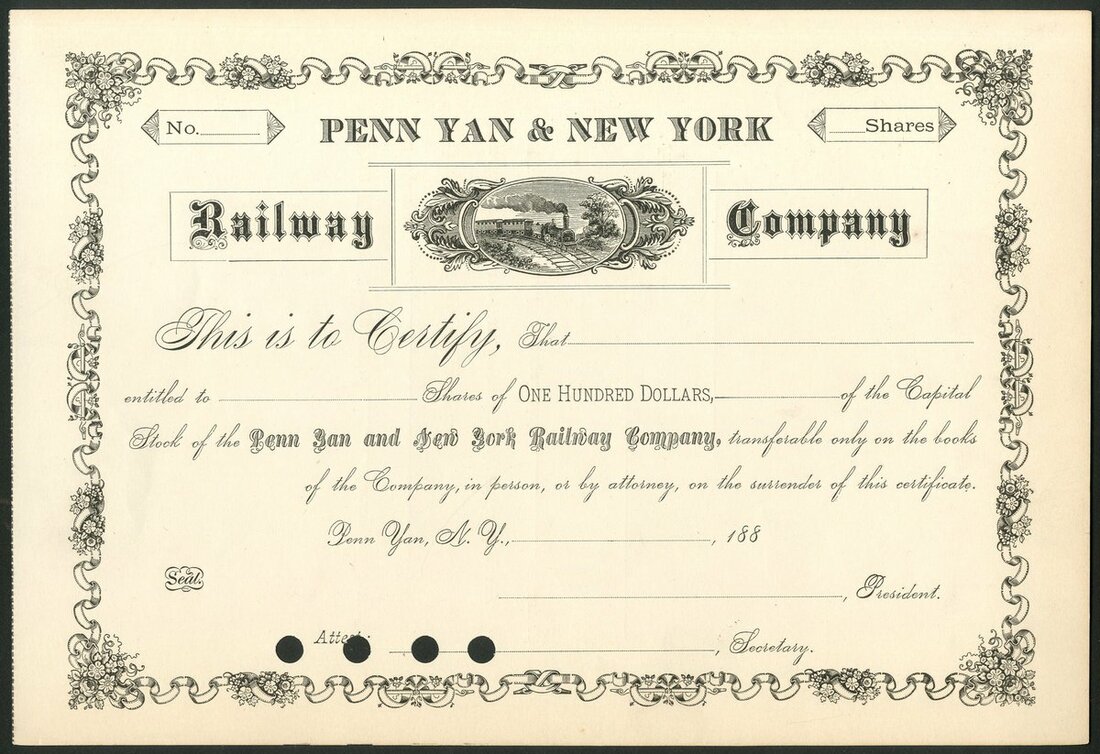 No.
PENN YAN & NEW YORK
Shares
Railway Company
This is to Certify, That
entitled to Shares of ONE HUNDRED DOLLARS, of the Capital
Stock of the Penn Yan and New York Railway Company, transferable only on the books
of the Company, in person, or by attorney, on the surrender of this certificate.
Penn Yan, N. Y., , 188
Seal.
, President.
, Secretary.